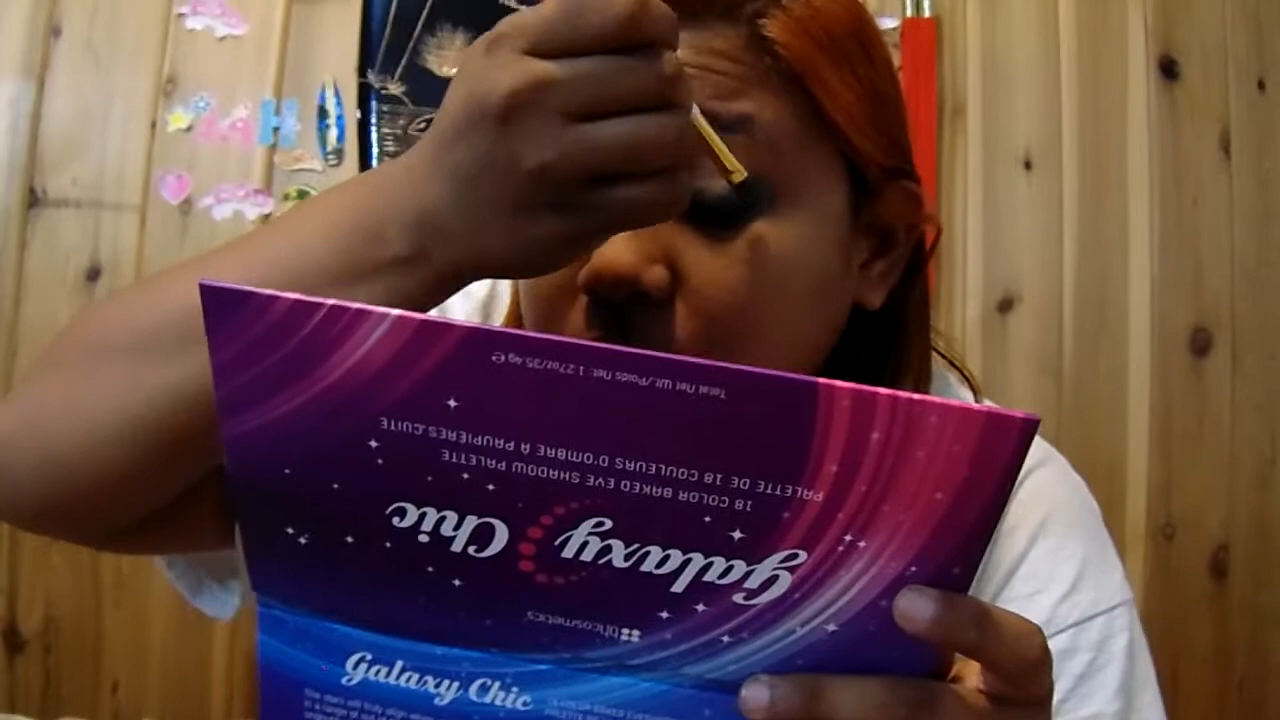 Total Net Wt./Poids Net: 1.27oz/35.4g e
PALETTE DE 18 COULEURS D'OMBRE À PAUPIÈRES CUITE
18 COLOR BAKED EYE SHADOW PALETTE
Galaxy Chic
bhcosmetics
Galaxy Chic